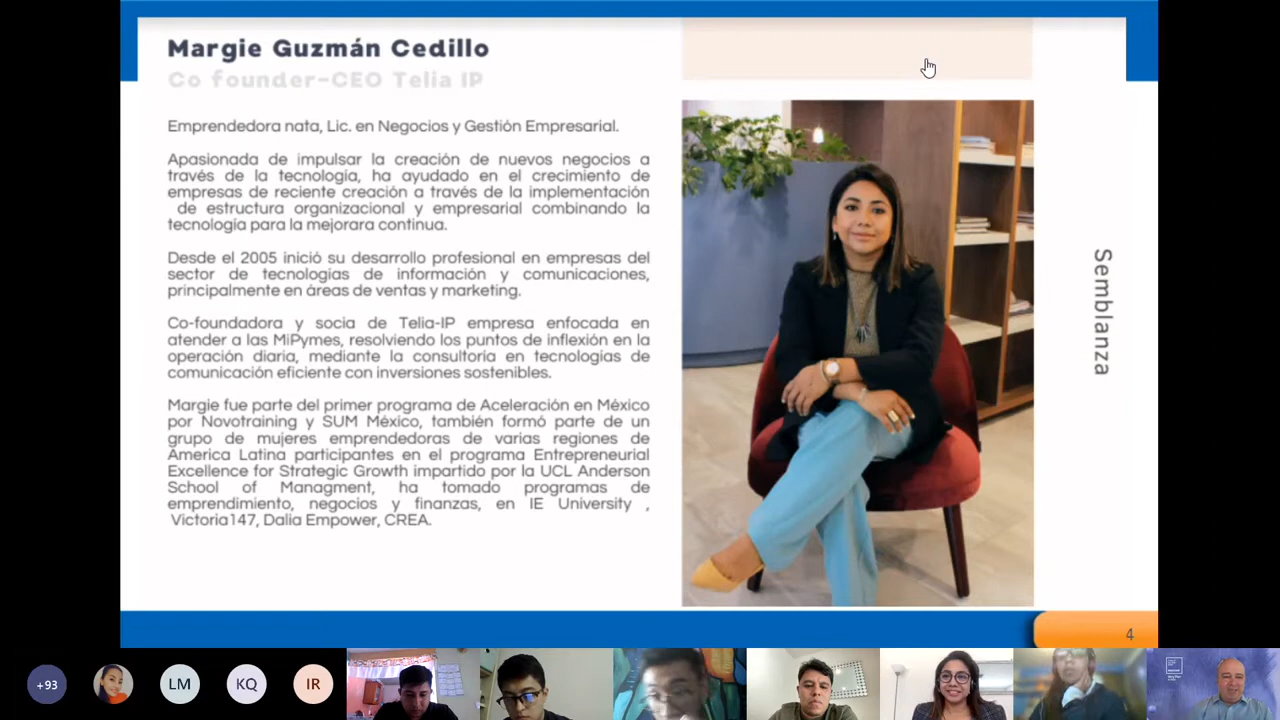 Margie Guzmán Cedillo
Co founder-CEO Telia IP
Emprendedora nata, Lic. en Negocios y Gestión Empresarial.
Apasionada de impulsar la creación de nuevos negocios a
través de la tecnología, ha ayudado en el crecimiento de
empresas de reciente creación a través de la implementación
de estructura organizacional y empresarial combinando la
tecnología para la mejorara continua.
Desde el 2005 inició su desarrollo profesional en empresas del
sector de tecnologías de información y comunicaciones,
principalmente en áreas de ventas y marketing.
Co-foundadora y socia de Telia-IP empresa enfocada en
atender a las MiPymes, resolviendo los puntos de inflexión en la
operación diaria, mediante la consultoría en tecnologías de
comunicación eficiente con inversiones sostenibles.
Margie fue parte del primer programa de Aceleración en México
por Novotraining y SUM México, también formó parte de un
grupo de mujeres emprendedoras de varias regiones de
America Latina participantes en el programa Entrepreneurial
Excellence for Strategic Growth impartido por la UCL Anderson
School of Managment, ha tomado programas de
emprendimiento, negocios y finanzas, en IE University ,
Victoria147, Dalia Empower, CREA.
Semblanza
4
+93
LM
KQ
IR